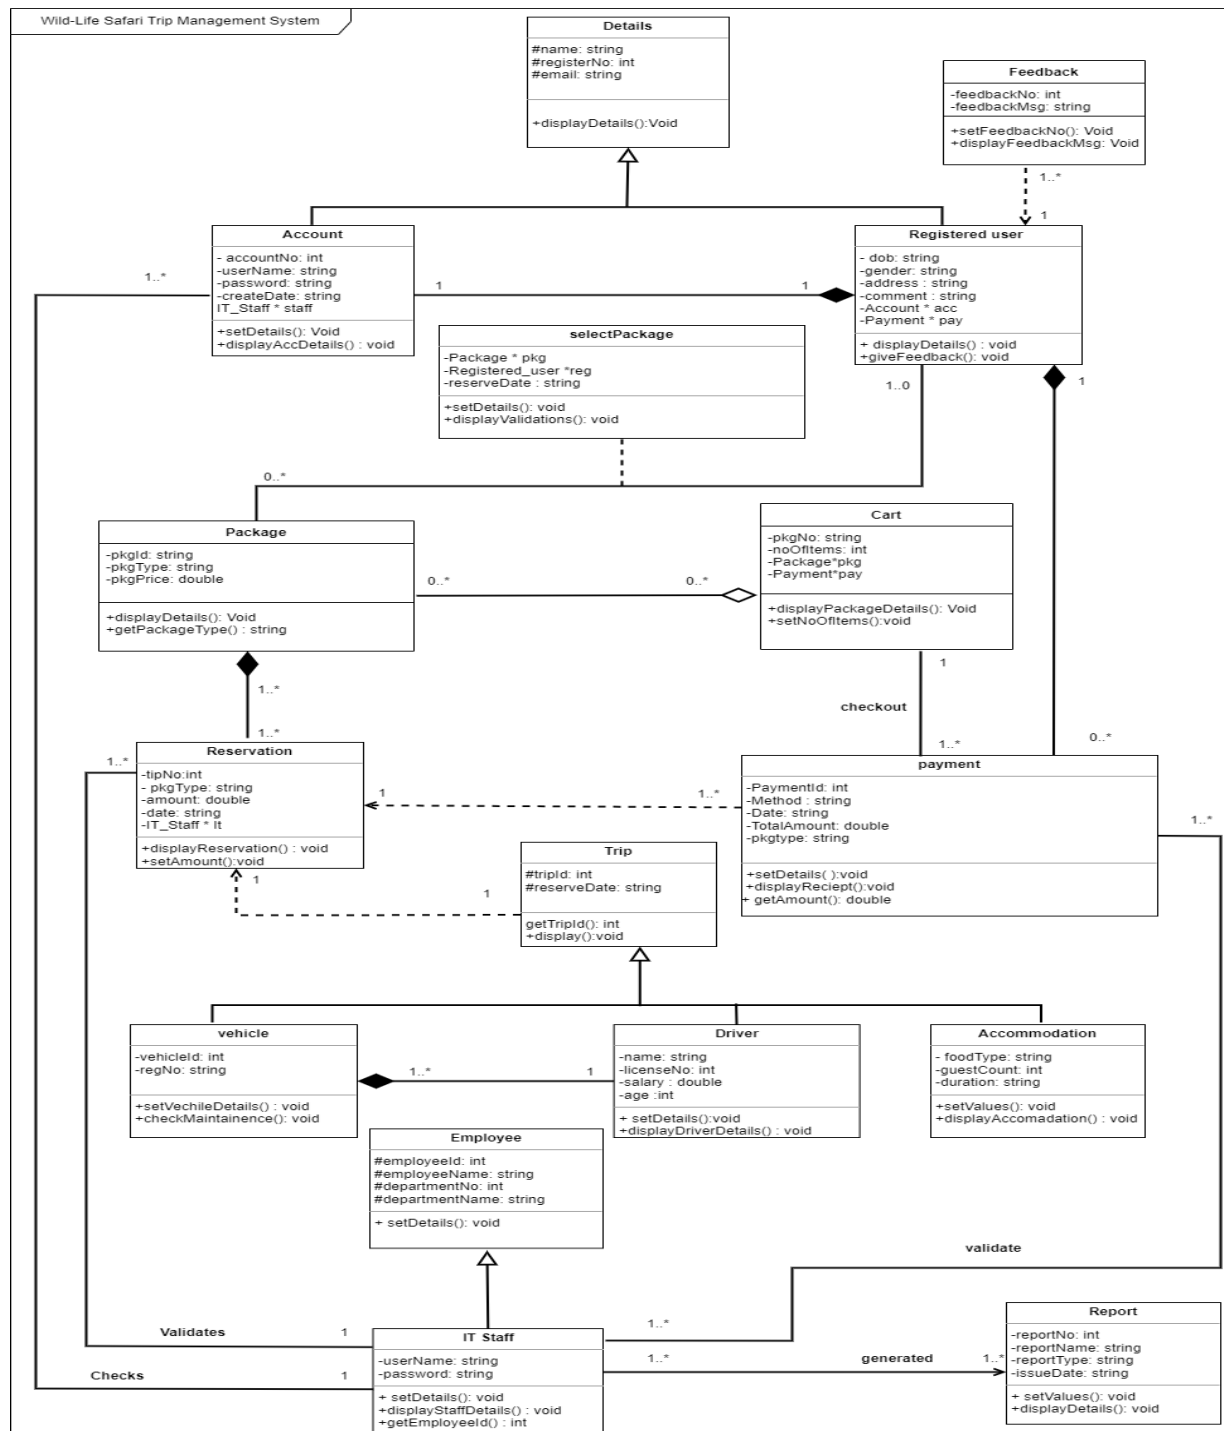 Wild-Life Safari Trip Management System
Details
#name: string
#registerNo: int
#email: string
+displayDetails():Void
Feedback
-feedbackNo: int
-feedbackMsg: string
+setFeedbackNo(): Void
+displayFeedbackMsg: Void
1..*
1
Account
- accountNo: int
-userName: string
-password: string
-createDate: string
IT_Staff * staff
+setDetails(): Void
+displayAccDetails() : void
1..*
1
1
Registered user
- dob: string
-gender: string
-address : string
-comment : string
-Account * acc
-Payment * pay
+ displayDetails() : void
+giveFeedback(): void
1..0
1
selectPackage
-Package * pkg
-Registered_user *reg
-reserveDate : string
+setDetails(): void
+displayValidations(): void
0..*
Package
-pkgId: string
-pkgType: string
-pkgPrice: double
+displayDetails(): Void
+getPackageType() : string
0..*
0..*
Cart
-pkgNo: string
-noOfItems: int
-Package*pkg
-Payment*pay
+displayPackageDetails(): Void
+setNoOfItems():void
1
checkout
1..*
0..*
1..*
1..*
1..*
Reservation
-tipNo:int
- pkgType: string
-amount: double
-date: string
-IT_Staff * It
+displayReservation() : void
+setAmount():void
1
1..*
payment
-PaymentId: int
-Method : string
-Date: string
-TotalAmount: double
-pkgtype: string
+setDetails( ):void
+displayReciept():void
+ getAmount(): double
1..*
1
1
Trip
#tripId: int
#reserveDate: string
getTripId(): int
+display():void
vehicle
-vehicleId: int
-regNo: string
+setVechileDetails() : void
+checkMaintainence(): void
1..*
1
Driver
-name: string
-licenseNo: int
-salary : double
-age :int
+ setDetails():void
+displayDriverDetails() : void
Accommodation
- foodType: string
-guestCount: int
-duration: string
+setValues(): void
+displayAccomadation() : void
Employee
#employeeId: int
#employeeName: string
#departmentNo: int
#departmentName: string
+ setDetails(): void
validate
Validates
1
Checks
1
IT Staff
-userName: string
-password: string
+ setDetails(): void
+displayStaffDetails() : void
+getEmployeeId() : int
1..*
1..*
generated
1..*
Report
-reportNo: int
-reportName: string
-reportType: string
-issueDate: string
+ setValues(): void
+displayDetails(): void